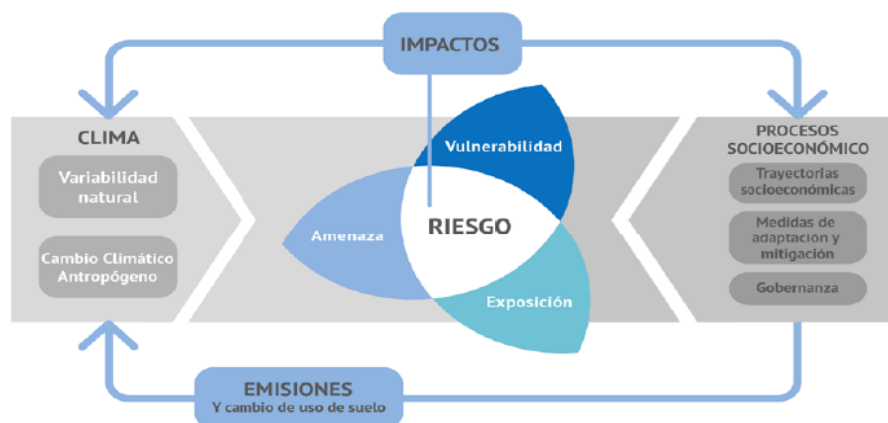 IMPACTOS
CLIMA
Variabilidad
natural
Cambio Climático
Antropógeno
Vulnerabilidad
Amenaza
RIESGO
Exposición
PROCESOS
SOCIOECONÓMICO
Trayectorias
socioeconómicas
Medidas de
adaptación y
mitigación
Gobernanza
EMISIONES
Y cambio de uso de suelo